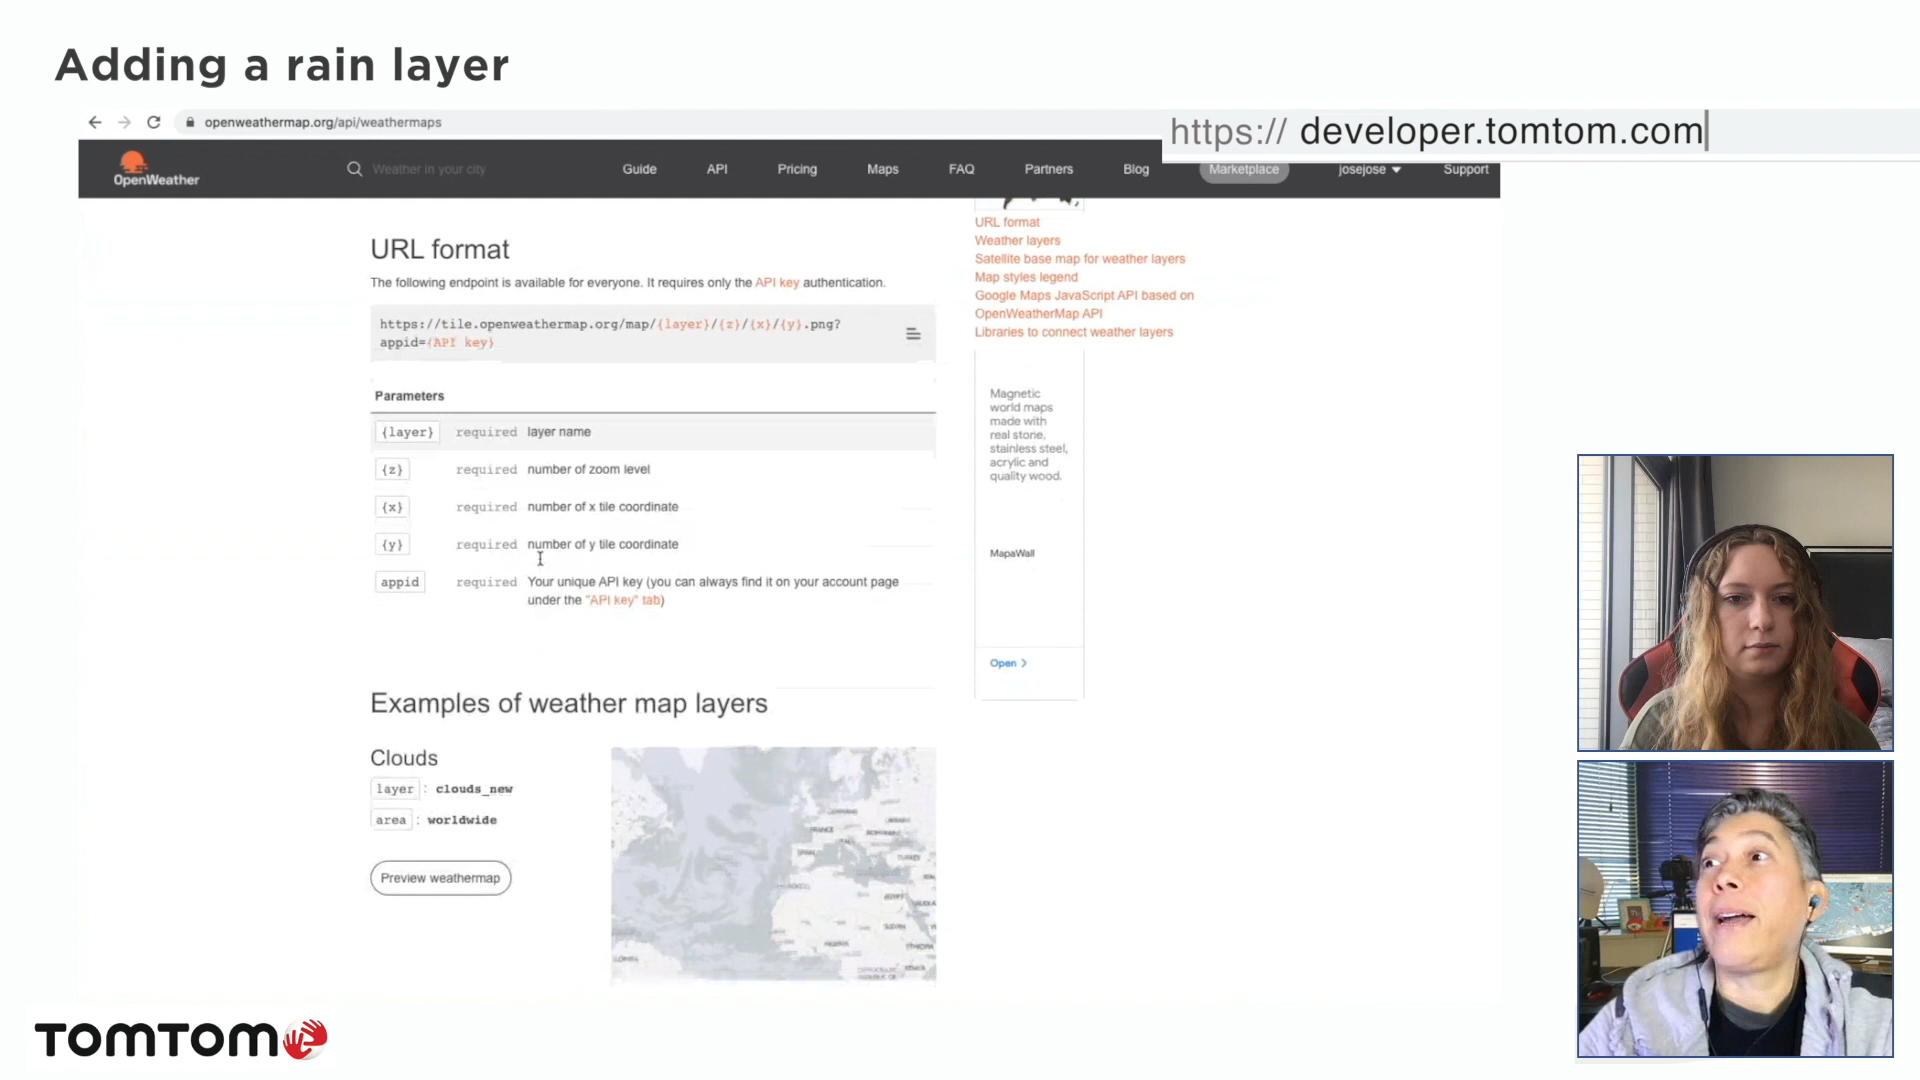 Adding a rain layer
openweathermap.org/api/weathermaps
https:// developer.tomtom.com
OpenWeather
Weather in your city
Guide
API
Pricing
Maps
FAQ
Partners
Blog
Marketplace
josejose
Support
URL format
The following endpoint is available for everyone. It requires only the API key authentication.
https://tile.openweathermap.org/map/{layer}/{z}/{x}/{y}.png?
appid={API key}
Parameters
{layer} required layer name
{z} required number of zoom level
{x} required number of x tile coordinate
{y} required number of y tile coordinate
appid required Your unique API key (you can always find it on your account page
under the "API key" tab)
Examples of weather map layers
Clouds
layer : clouds_new
area : worldwide
Preview weathermap
FRANCE
TURKEY
URL format
Weather layers
Satellite base map for weather layers
Map styles legend
Google Maps JavaScript API based on
OpenWeatherMap API
Libraries to connect weather layers
Magnetic
world maps
made with
real stone,
stainless steel,
acrylic and
quality wood.
MapaWall
Open >
TOMTOM